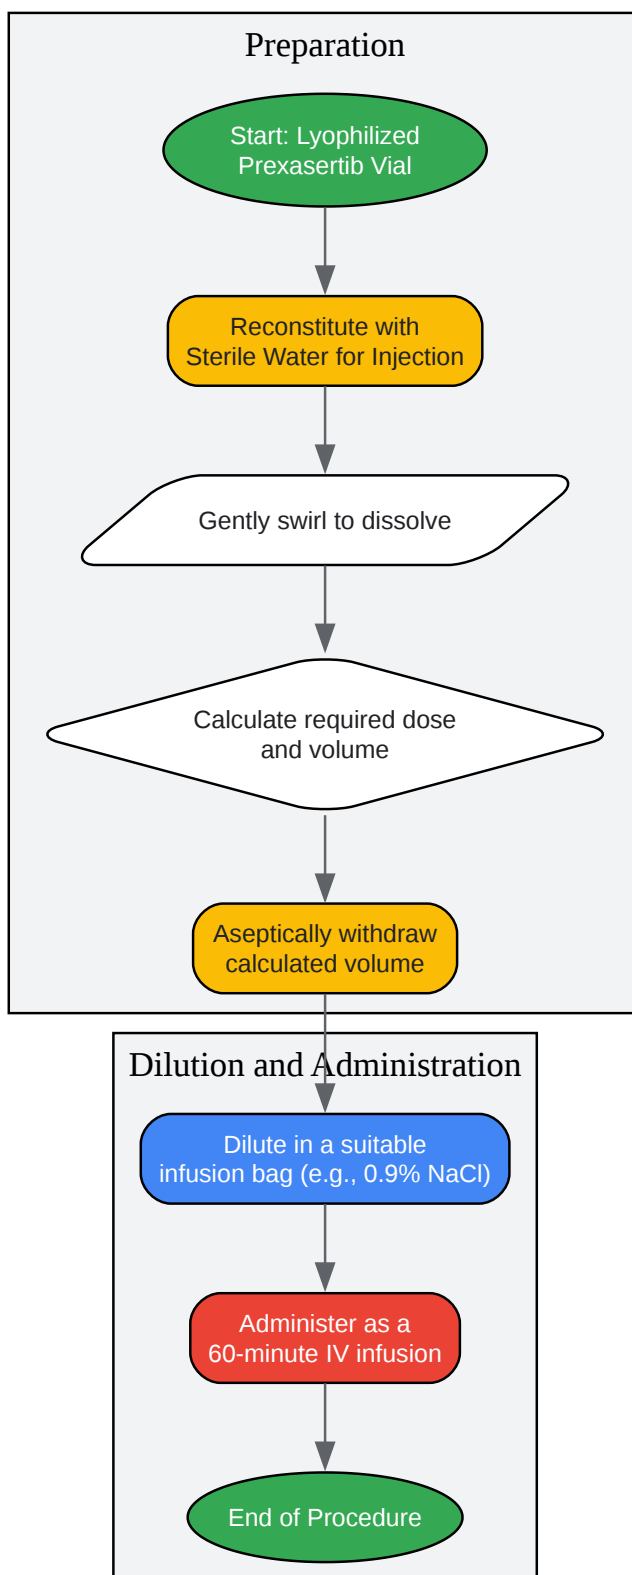 Preparation
Start: Lyophilized
Prexasertib Vial
Reconstitute with
Sterile Water for Injection
Gently swirl to dissolve
Calculate required dose
and volume
Aseptically withdraw
calculated volume
Dilution and Administration
Dilute in a suitable
infusion bag (e.g., 0.9% NaCl)
Administer as a
60-minute IV infusion
End of Procedure